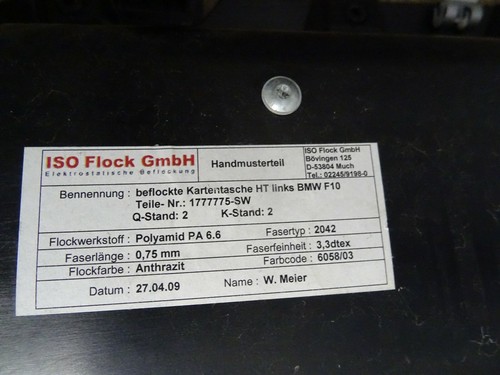 ISO Flock GmbH
Elektrostatische Beflockung
Handmusterteil
ISO Flock GmbH
Bövingen 125
D-53804 Much
Tel.: 02245/9198-0
Bennennung : beflockte Kartentasche HT links BMW F10
Teile- Nr.: 1777775-SW
Q-Stand: 2 K-Stand: 2
Flockwerkstoff : Polyamid PA 6.6 Fasertyp : 2042
Faserlänge : 0,75 mm Faserfeinheit : 3,3dtex
Flockfarbe : Anthrazit Farbcode : 6058/03
Datum : 27.04.09 Name : W. Meier